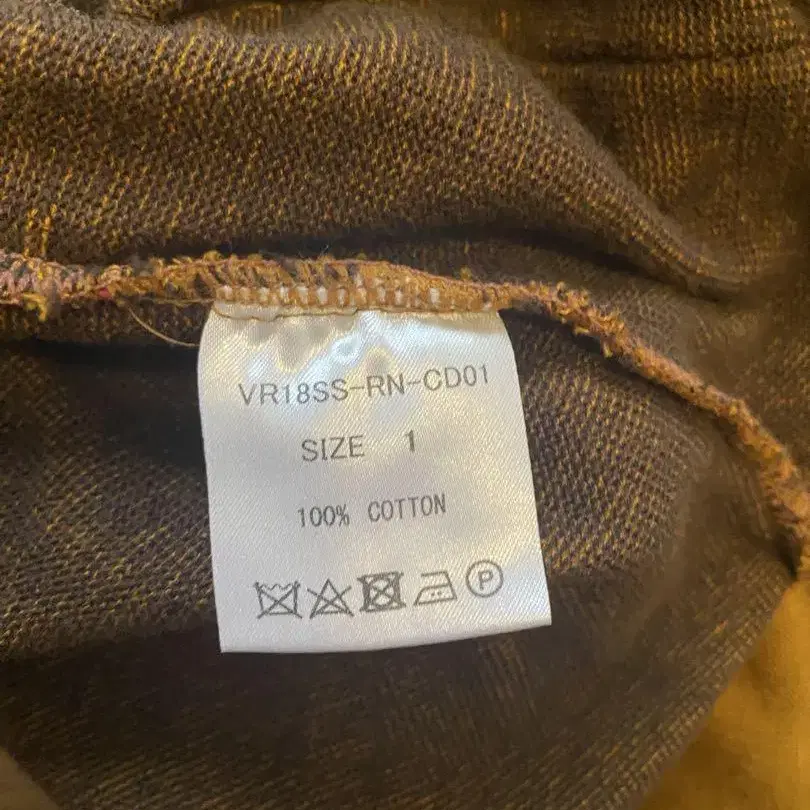 VR18SS-RN-CD01
SIZE 1
100% COTTON
P